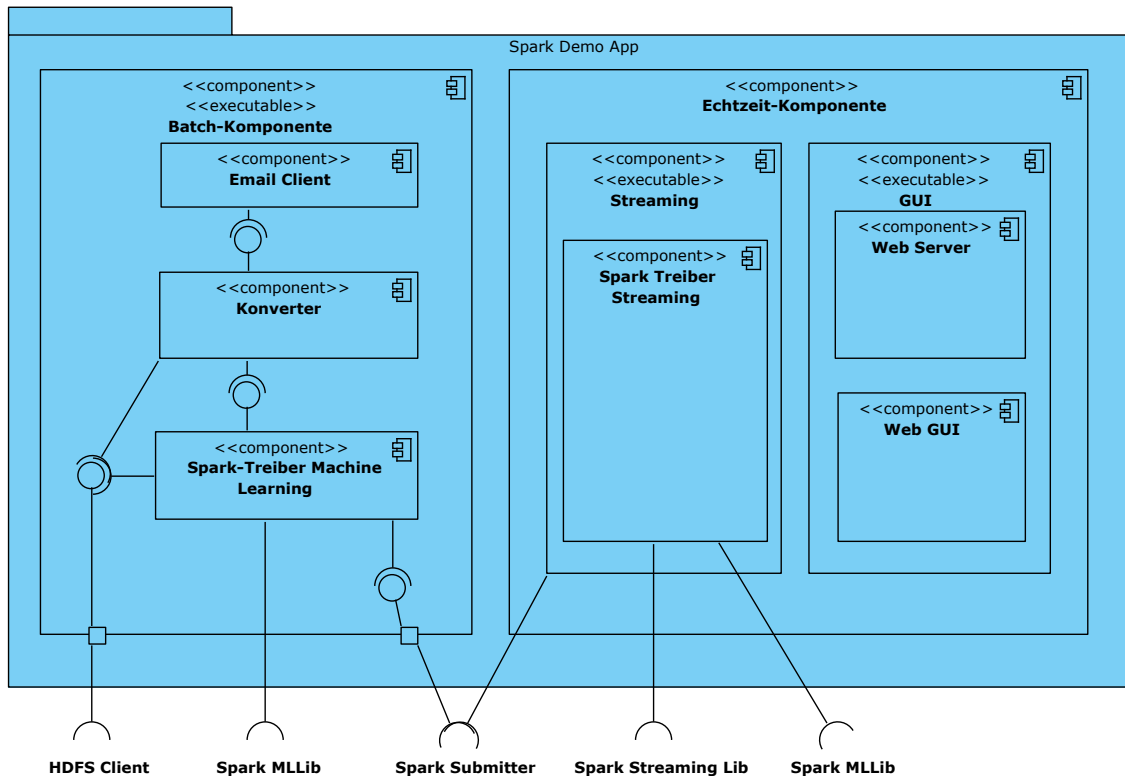 Spark Demo App
<<component>>
<<executable>>
Batch-Komponente
<<component>>
Email Client
<<component>>
Konverter
<<component>>
Spark-Treiber Machine
Learning
<<component>>
Echtzeit-Komponente
<<component>>
<<executable>>
Streaming
<<component>>
Spark Treiber
Streaming
<<component>>
<<executable>>
GUI
<<component>>
Web Server
<<component>>
Web GUI
HDFS Client
Spark MLLib
Spark Submitter
Spark Streaming Lib
Spark MLLib